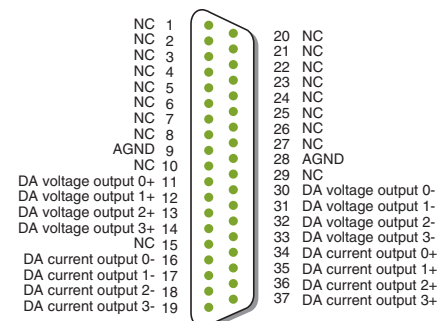 NC 1
NC 2
NC 3
NC 4
NC 5
NC 6
NC 7
NC 8
AGND 9
NC 10
DA voltage output 0+ 11
DA voltage output 1+ 12
DA voltage output 2+ 13
DA voltage output 3+ 14
NC 15
DA current output 0- 16
DA current output 1- 17
DA current output 2- 18
DA current output 3- 19
20 NC
21 NC
22 NC
23 NC
24 NC
25 NC
26 NC
27 NC
28 AGND
29 NC
30 DA voltage output 0-
31 DA voltage output 1-
32 DA voltage output 2-
33 DA voltage output 3-
34 DA current output 0+
35 DA current output 1+
36 DA current output 2+
37 DA current output 3+